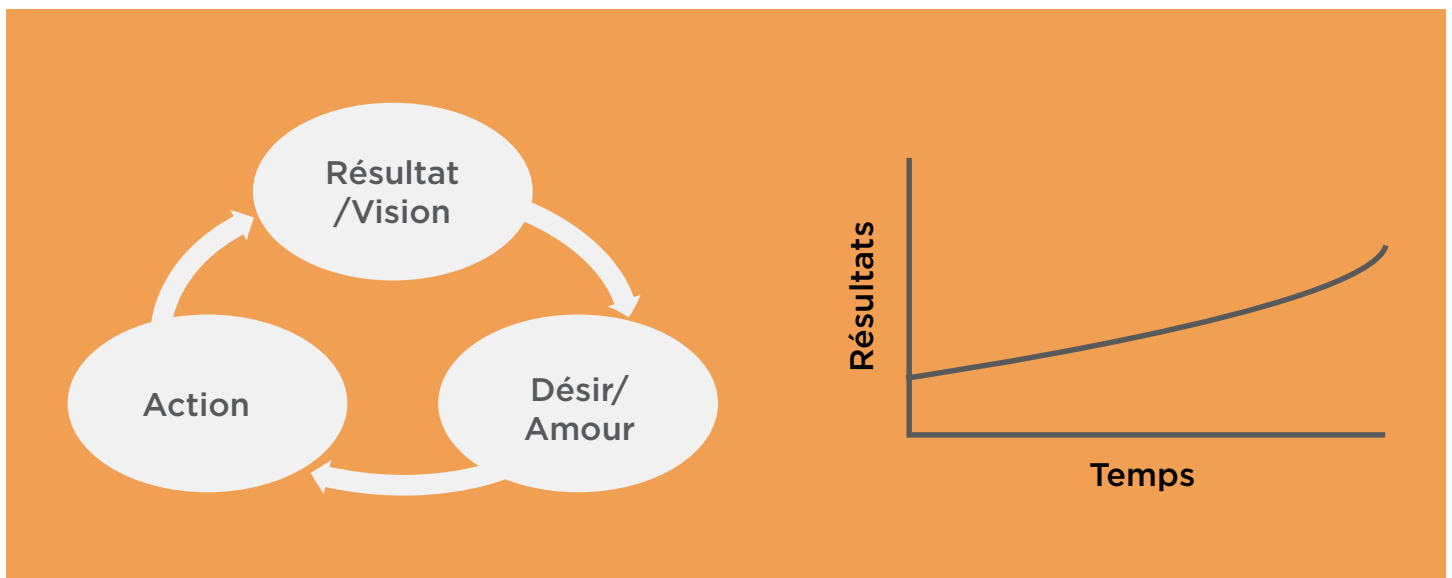 Résultat
/Vision
Action
Désir/
Amour
Résultats
Temps